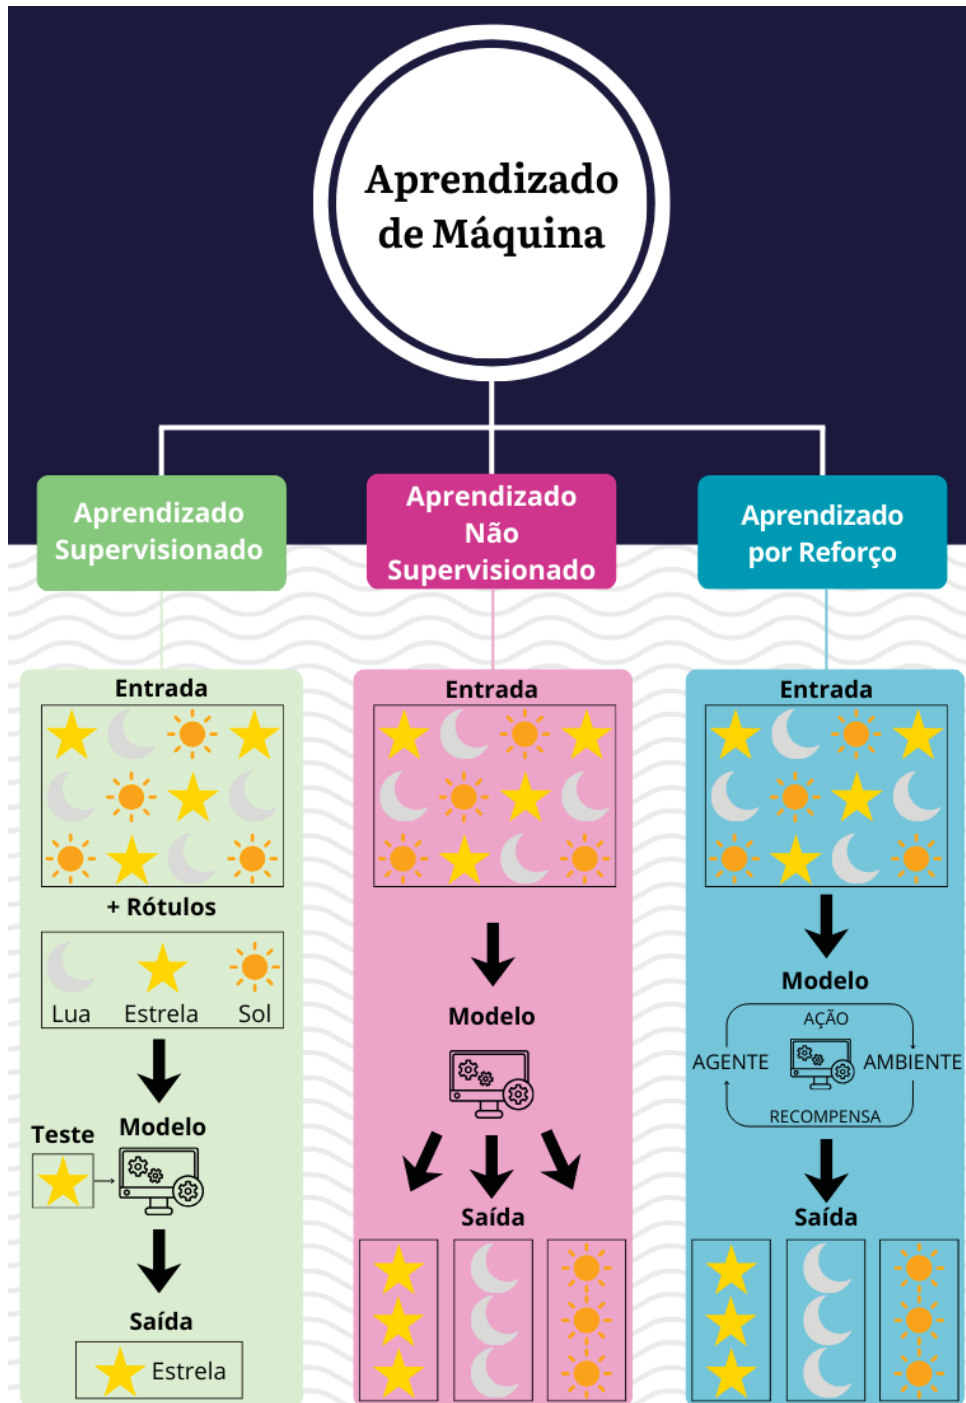 Aprendizado
de Máquina
Aprendizado
Supervisionado
Aprendizado
Não
Supervisionado
Aprendizado
por Reforço
Entrada
+ Rótulos
Lua Estrela Sol
Teste
Modelo
Saída
Estrela
Entrada
Modelo
Saída
Entrada
Modelo
AÇÃO
AGENTE
AMBIENTE
RECOMPENSA
Saída